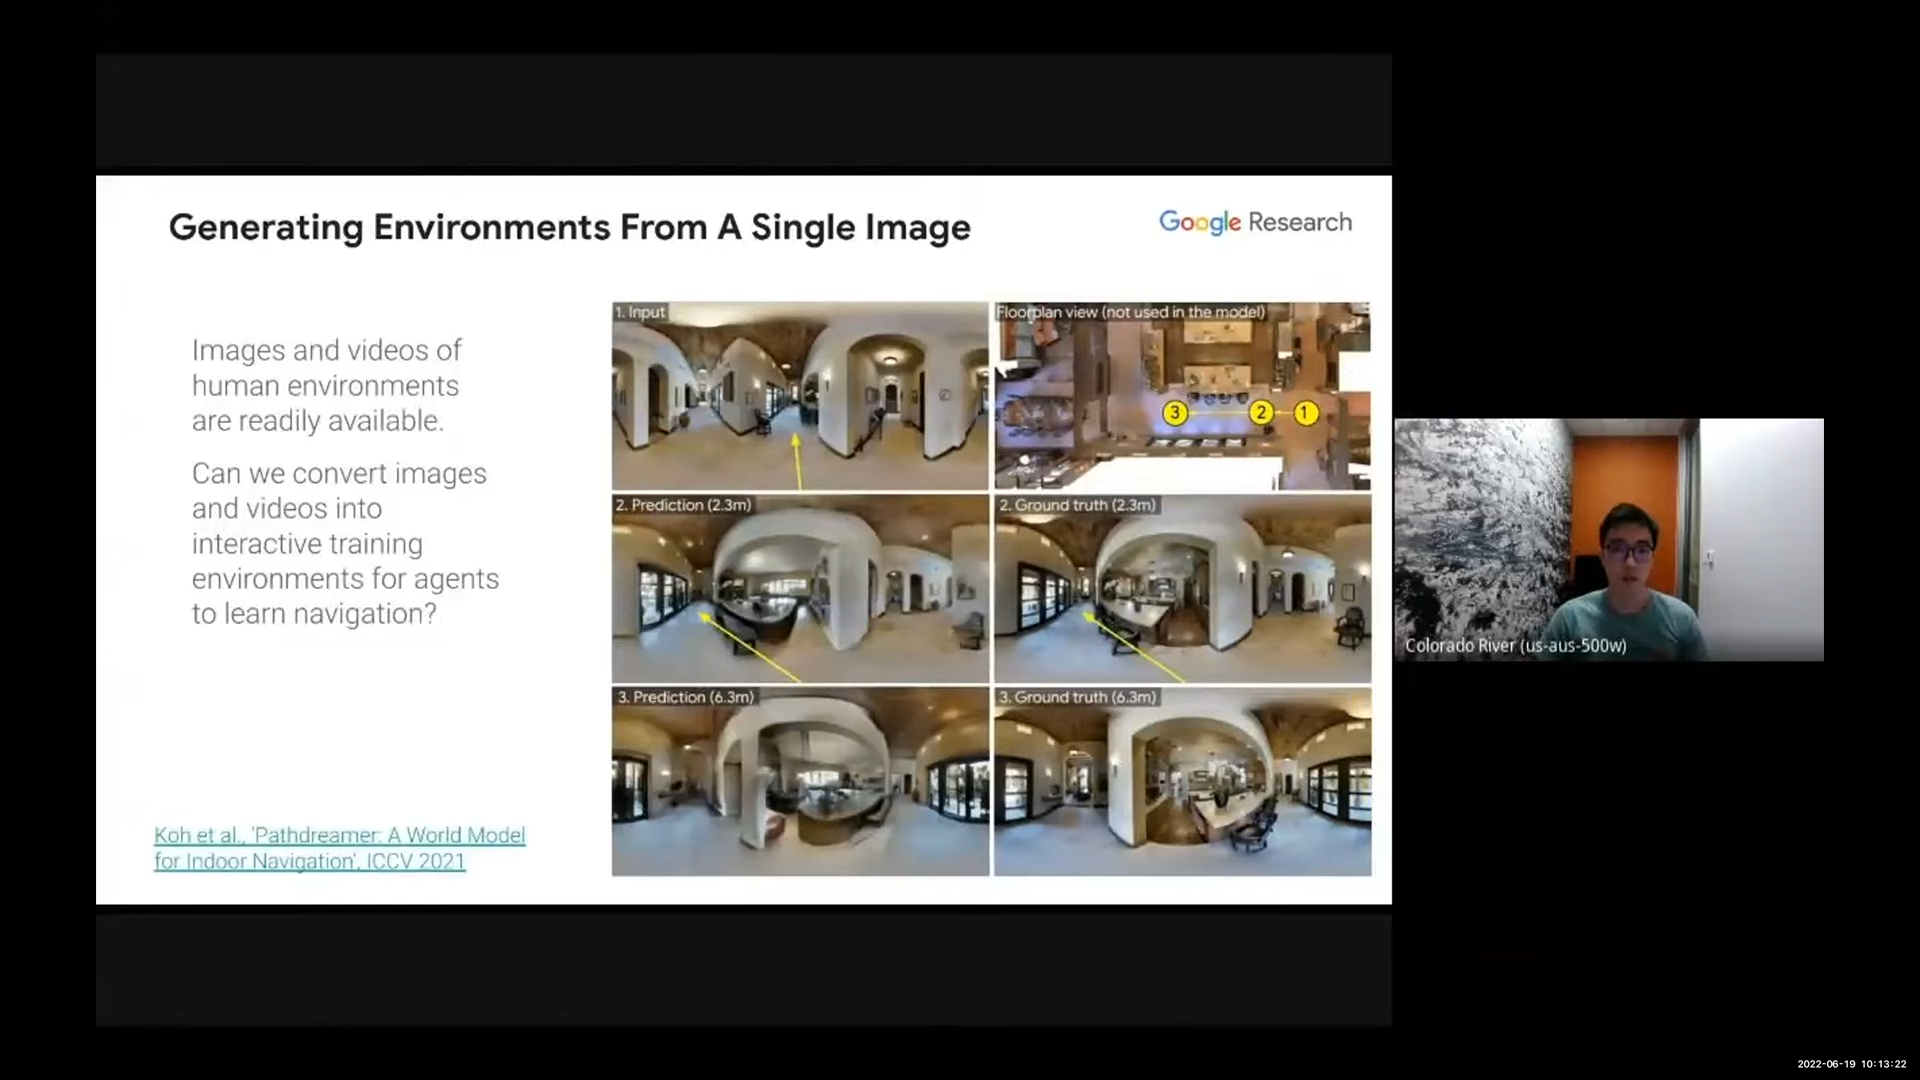 Generating Environments From A Single Image
Google Research
Images and videos of
human environments
are readily available.
Can we convert images
and videos into
interactive training
environments for agents
to learn navigation?
Koh et al., 'Pathdreamer: A World Model
for Indoor Navigation', ICCV 2021
1. Input
Floorplan view (not used in the model)
3
2
1
2. Prediction (2.3m)
2. Ground truth (2.3m)
3. Prediction (6.3m)
3. Ground truth (6.3m)
Colorado River (us-aus-500w)
2022-06-19 10:13:22